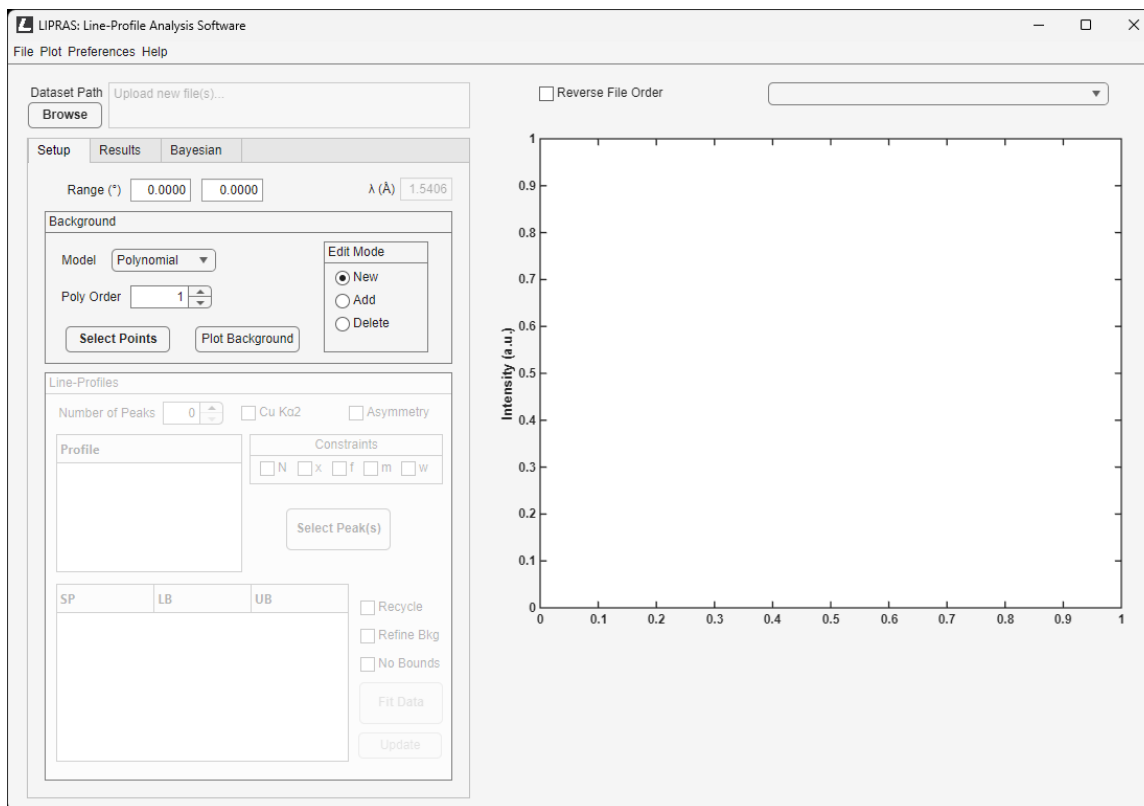 LIPRAS: Line-Profile Analysis Software
File Plot Preferences Help
Dataset Path
Upload new file(s)...
Browse
Reverse File Order
Setup Results Bayesian
Range (°) 0.0000 0.0000 λ (Å) 1.5406
Background
Model Polynomial
Poly Order 1
Select Points Plot Background
Edit Mode
New
Add
Delete
Line-Profiles
Number of Peaks 0 Cu Kα2 Asymmetry
Profile
Constraints
N x f m w
Select Peak(s)
SP LB UB
Recycle
Refine Bkg
No Bounds
Fit Data
Update
Intensity (a.u.)
1
0.9
0.8
0.7
0.6
0.5
0.4
0.3
0.2
0.1
0
0 0.1 0.2 0.3 0.4 0.5 0.6 0.7 0.8 0.9 1